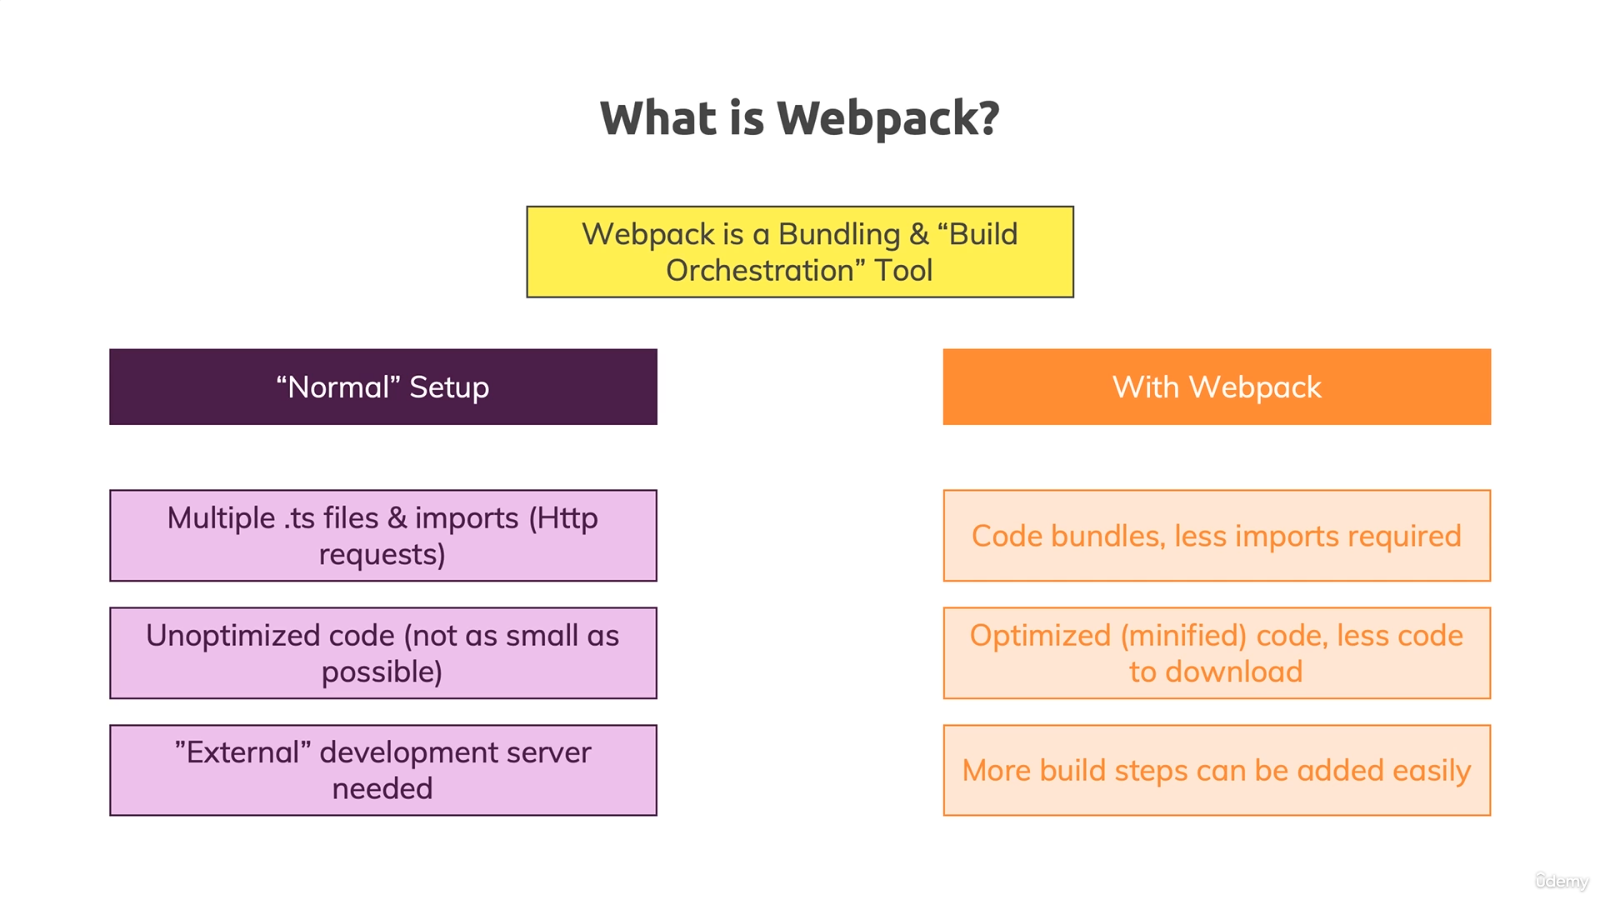 What is Webpack?
Webpack is a Bundling & “Build
Orchestration” Tool
“Normal” Setup
Multiple .ts files & imports (Http
requests)
Unoptimized code (not as small as
possible)
”External” development server
needed
With Webpack
Code bundles, less imports required
Optimized (minified) code, less code
to download
More build steps can be added easily
ûdemy